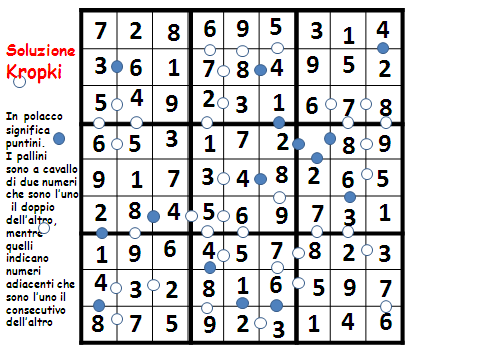 Soluzione
Kropki
In polacco
significa
puntini.
I pallini
sono a cavallo
di due numeri
che sono l'uno
il doppio
dell'altro,
mentre
quelli
indicano
numeri
adiacenti che
sono l'uno il
consecutivo
dell'altro
7 2 8 6 9 5 3 1 4
3 6 1 7 8 4 9 5 2
5 4 9 2 3 1 6 7 8
6 5 3 1 7 2 8 9
9 1 7 3 4 8 2 6 5
2 8 4 5 6 9 7 3 1
1 9 6 4 5 7 8 2 3
4 3 2 8 1 6 5 9 7
8 7 5 9 2 3 1 4 6